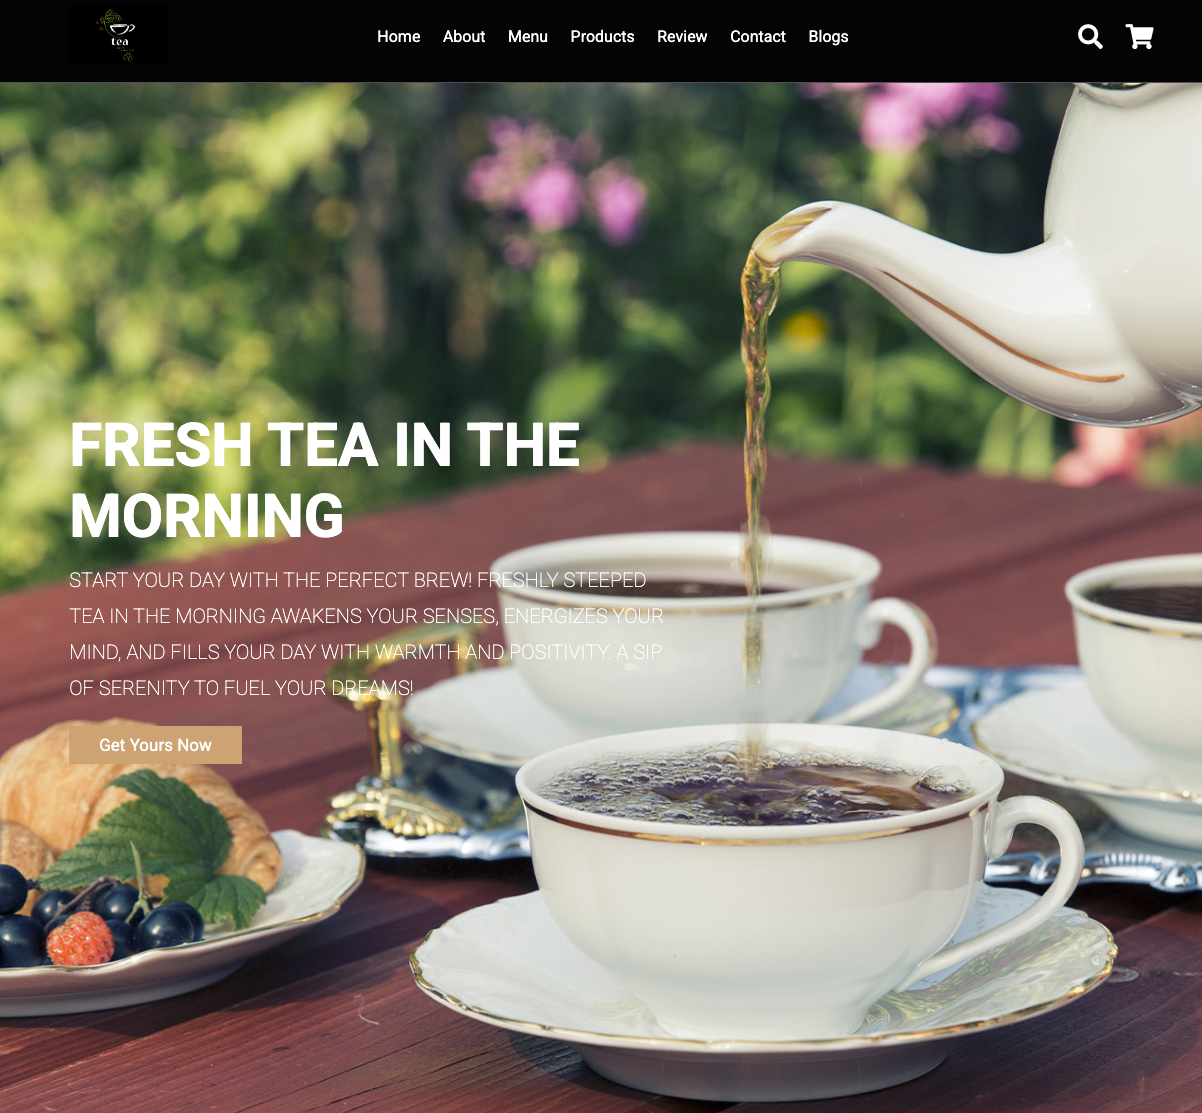 tea
Home About Menu Products Review Contact Blogs
FRESH TEA IN THE
MORNING
START YOUR DAY WITH THE PERFECT BREW! FRESHLY STEEPED
TEA IN THE MORNING AWAKENS YOUR SENSES, ENERGIZES YOUR
MIND, AND FILLS YOUR DAY WITH WARMTH AND POSITIVITY. A SIP
OF SERENITY TO FUEL YOUR DREAMS!
Get Yours Now